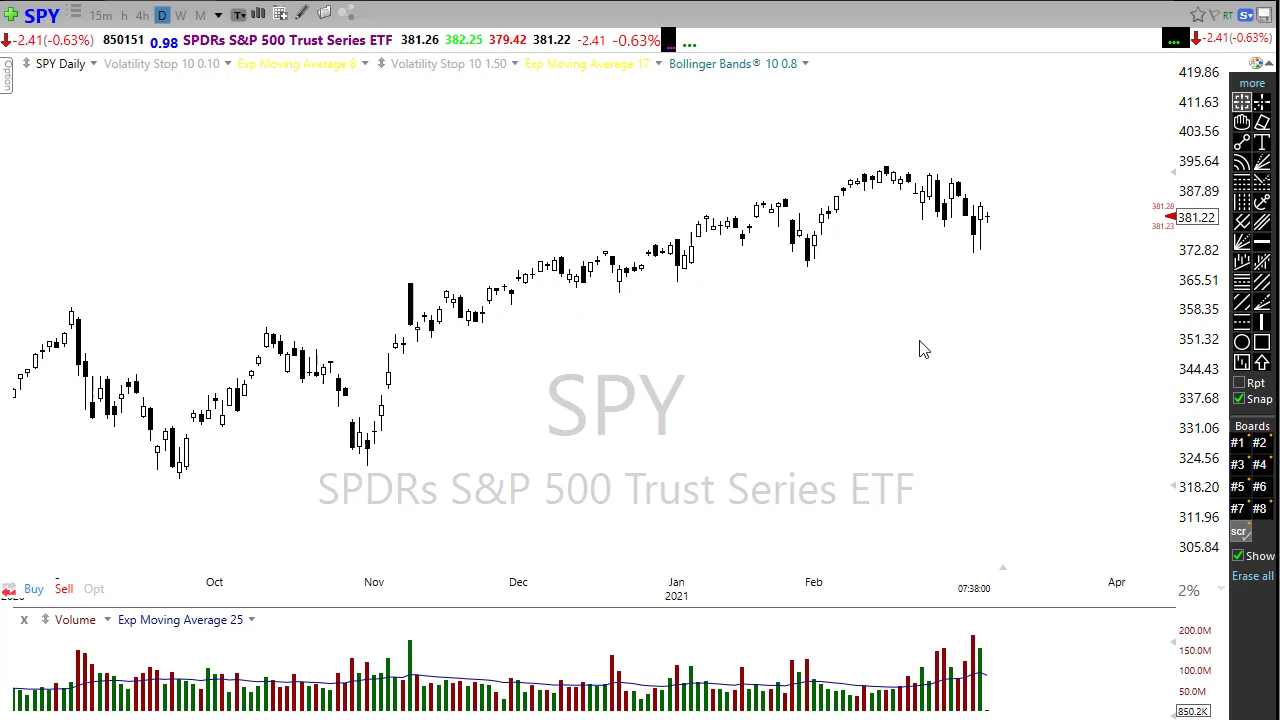 SPY 15m h 4h D W M T RT S
-2.41(-0.63%) 850151 0.98 SPDRs S&P 500 Trust Series ETF 381.26 382.25 379.42 381.22 -2.41 -0.63% ... ... ... -2.41(-0.63%)
Option
SPY Daily Volatility Stop 10 0.10 Exp Moving Average 8 Volatility Stop 10 1.50 Exp Moving Average 17 Bollinger Bands® 10 0.8
419.86
411.63
403.56
395.64
387.89
381.28
381.22
381.23
372.82
365.51
358.35
351.32
344.43
337.68
331.06
324.56
318.20
311.96
305.84
SPY
SPDRs S&P 500 Trust Series ETF
more
T
Rpt
Snap
Boards
#1 #2
#3 #4
#5 #6
#7 #8
scr
Show
Erase all
Oct Nov Dec Jan Feb Apr
2021
07:38:00
2%
Buy Sell Opt
X Volume Exp Moving Average 25
200.0M
150.0M
100.0M
50.0M
850.2K